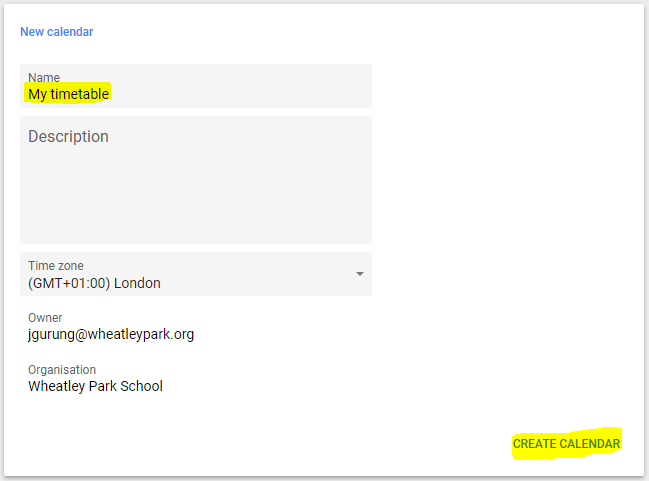 New calendar
Name
My timetable
Description
Time zone
(GMT+01:00) London
Owner
jgurung@wheatleypark.org
Organisation
Wheatley Park School
CREATE CALENDAR